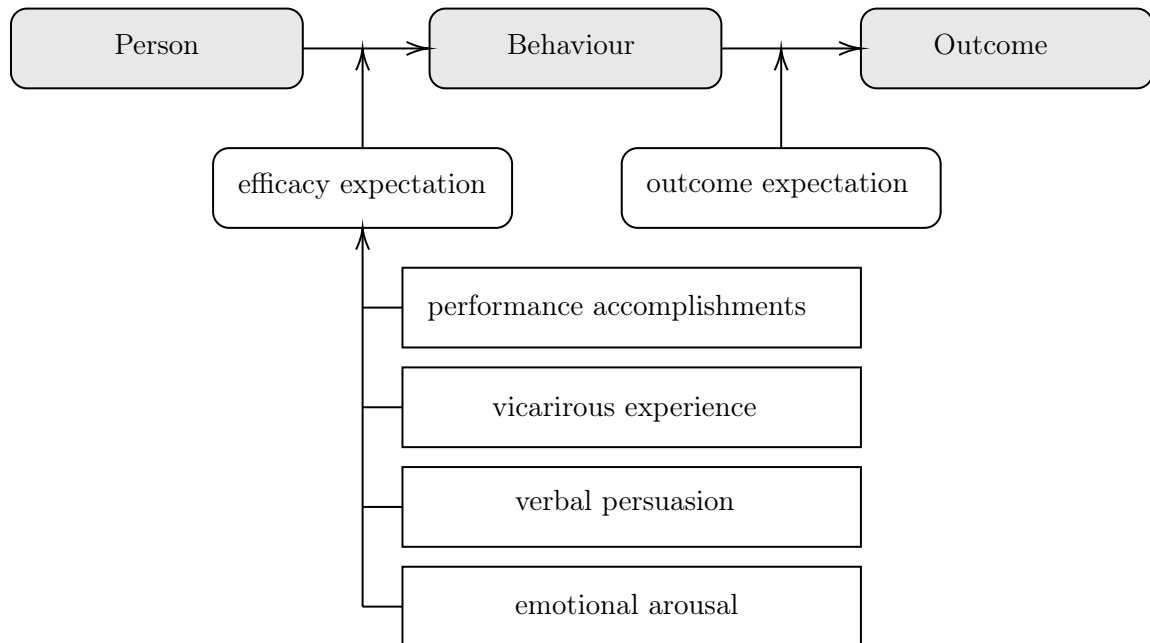 Person
Behaviour
Outcome
efficacy expectation
outcome expectation
performance accomplishments
vicarirous experience
verbal persuasion
emotional arousal